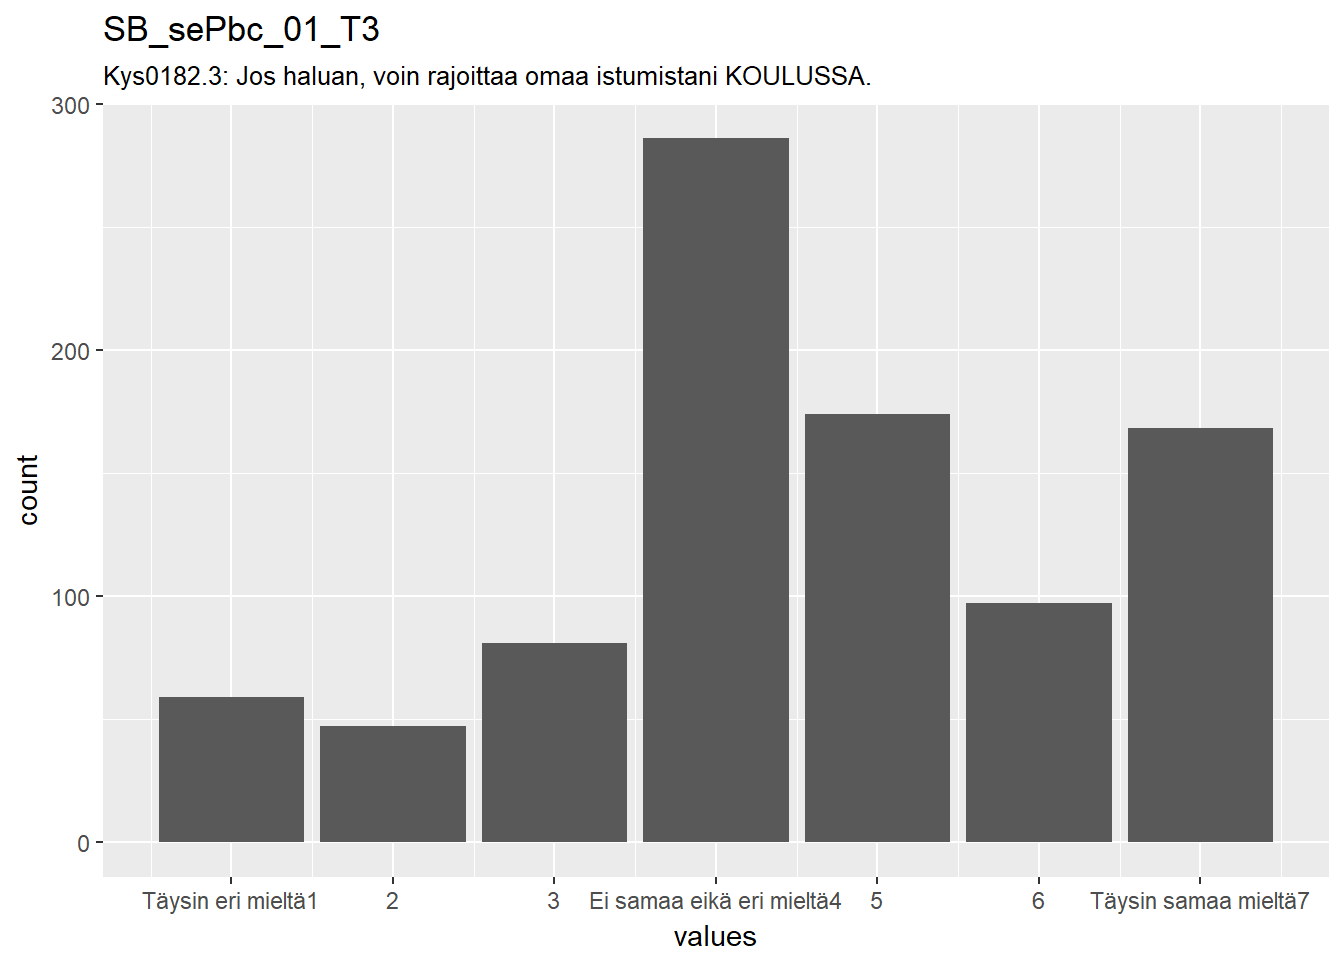 SB_sePbc_01_T3
Kys0182.3: Jos haluan, voin rajoittaa omaa istumistani KOULUSSA.
300
200
100
0
count
Täysin eri mieltä1 2 3 Ei samaa eikä eri mieltä4 5 6 Täysin samaa mieltä7
values